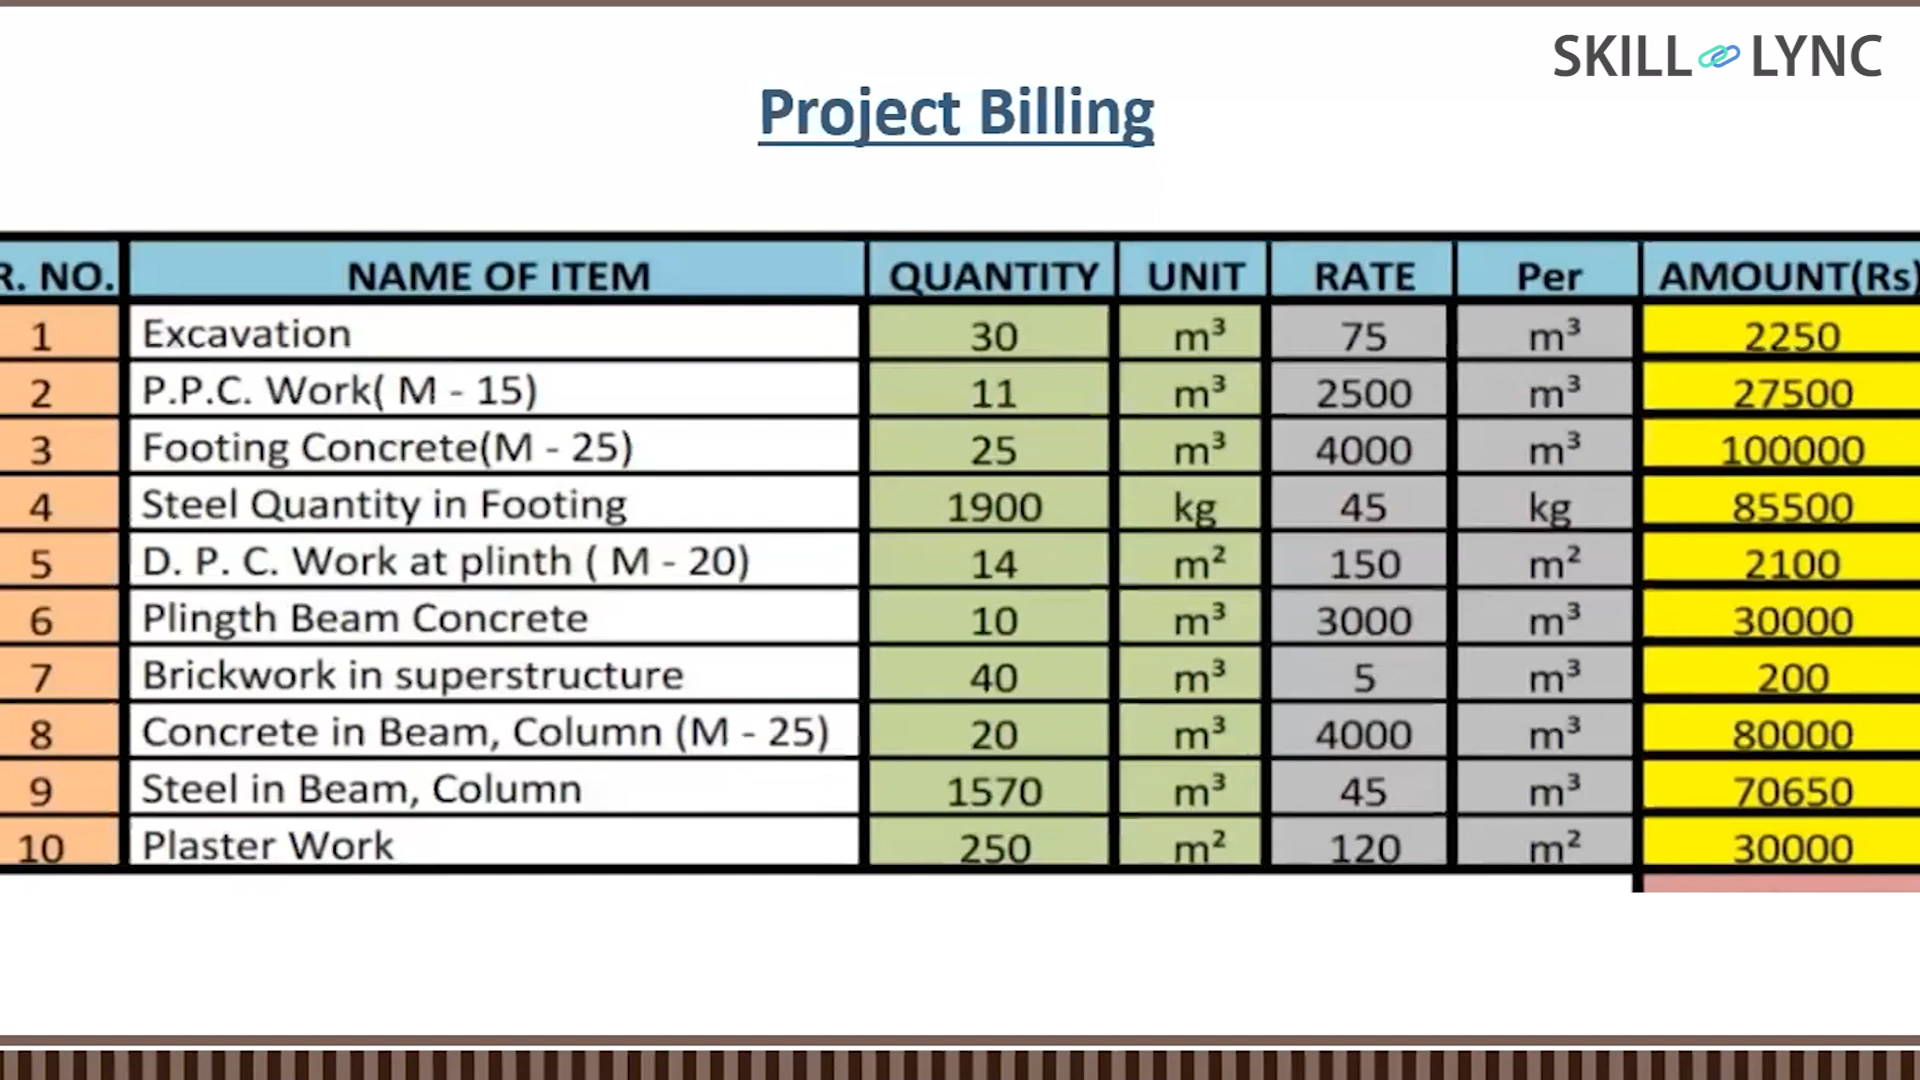 SKILL LYNC
Project Billing
R. NO. NAME OF ITEM QUANTITY UNIT RATE Per AMOUNT(Rs)
1 Excavation 30 m³ 75 m³ 2250
2 P.P.C. Work( M - 15) 11 m³ 2500 m³ 27500
3 Footing Concrete(M - 25) 25 m³ 4000 m³ 100000
4 Steel Quantity in Footing 1900 kg 45 kg 85500
5 D. P. C. Work at plinth ( M - 20) 14 m² 150 m² 2100
6 Plingth Beam Concrete 10 m³ 3000 m³ 30000
7 Brickwork in superstructure 40 m³ 5 m³ 200
8 Concrete in Beam, Column (M - 25) 20 m³ 4000 m³ 80000
9 Steel in Beam, Column 1570 m³ 45 m³ 70650
10 Plaster Work 250 m² 120 m² 30000